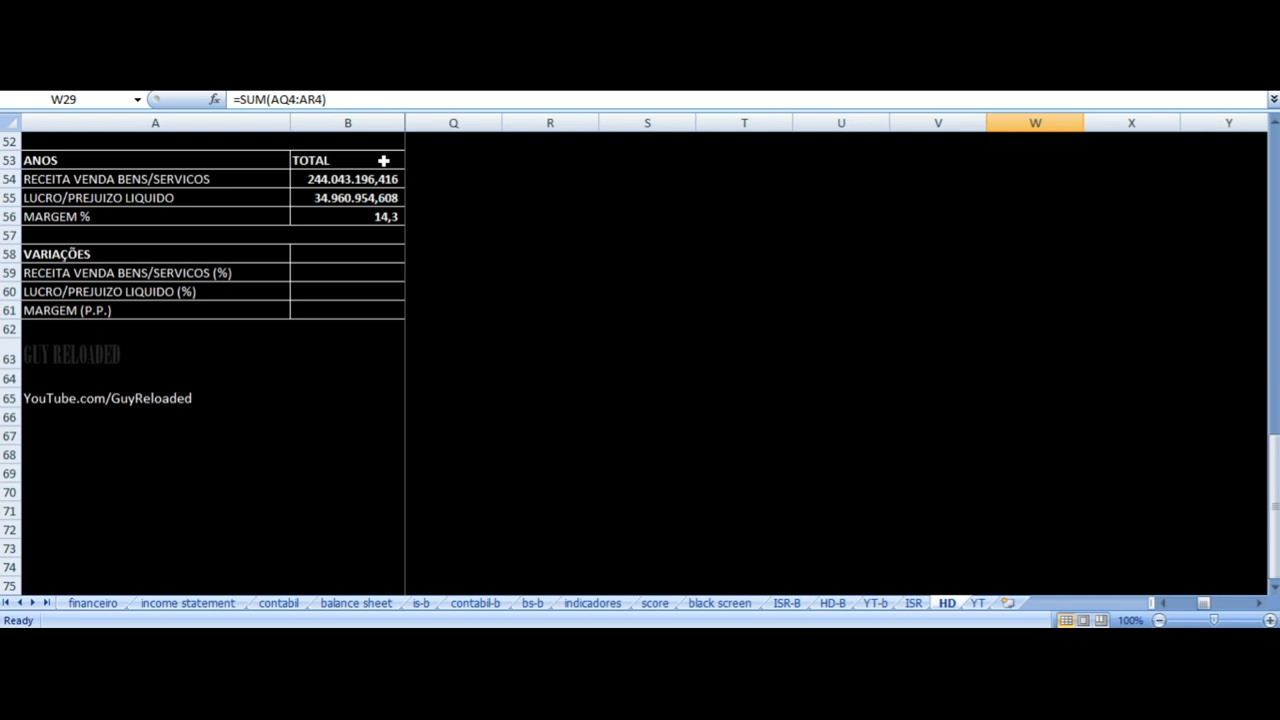 W29 =SUM(AQ4:AR4)
A B Q R S T U V W X Y
52
53 ANOS TOTAL
54 RECEITA VENDA BENS/SERVICOS 244.043.196,416
55 LUCRO/PREJUIZO LIQUIDO 34.960.954,608
56 MARGEM % 14,3
57
58 VARIAÇÕES
59 RECEITA VENDA BENS/SERVICOS (%)
60 LUCRO/PREJUIZO LIQUIDO (%)
61 MARGEM (P.P.)
62
63 GUY RELOADED
64
65 YouTube.com/GuyReloaded
66
67
68
69
70
71
72
73
74
75
financeiro income statement contabil balance sheet is-b contabil-b bs-b indicadores score black screen ISR-B HD-B YT-b ISR HD YT
Ready 100%